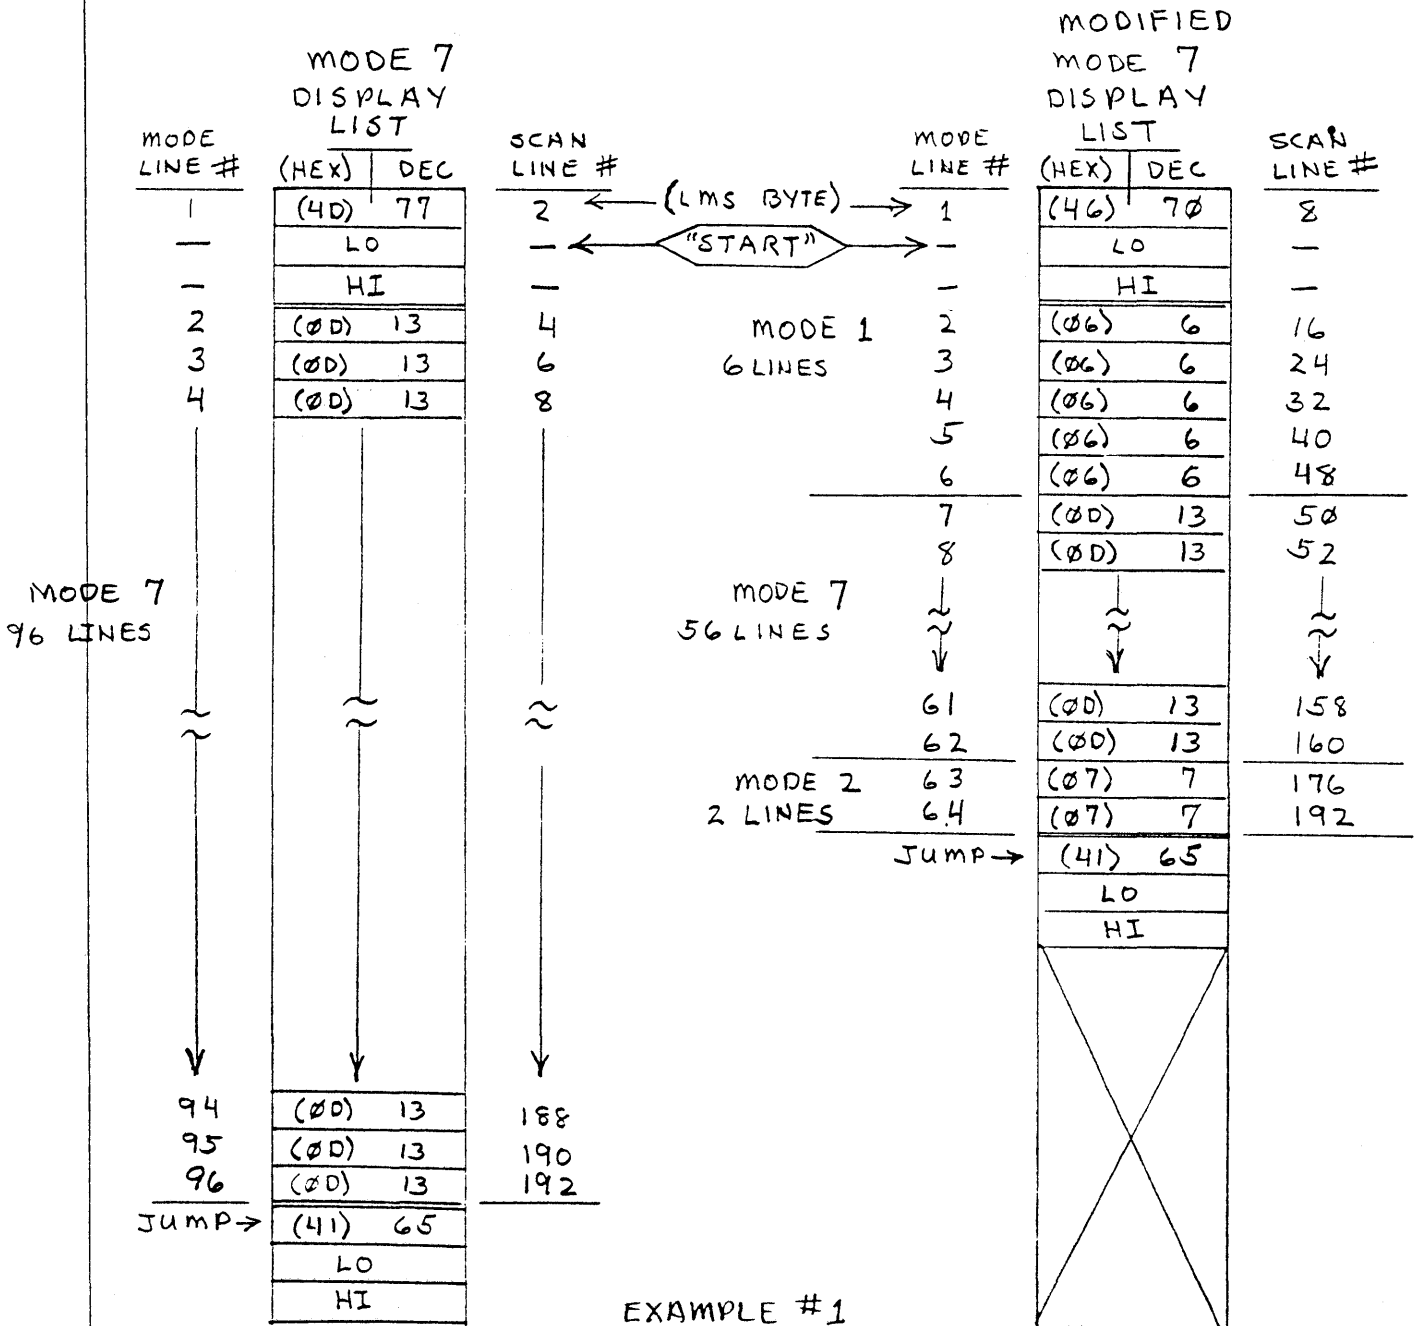 MODE 7
DISPLAY
LIST
MODE
LINE #
(HEX) DEC
SCAN
LINE #
MODIFIED
MODE 7
DISPLAY
LIST
MODE
LINE #
(HEX) DEC
SCAN
LINE #
1 (4D) 77 2 (LMS BYTE) 1 (46) 7Ø 8
— LO — "START" — LO —
— HI — — HI —
2 (ØD) 13 4 MODE 1 2 (Ø6) 6 16
3 (ØD) 13 6 6 LINES 3 (Ø6) 6 24
4 (ØD) 13 8 4 (Ø6) 6 32
5 (Ø6) 6 40
6 (Ø6) 6 48
7 (ØD) 13 5Ø
8 (ØD) 13 52
MODE 7 MODE 7
96 LINES 56 LINES
61 (ØD) 13 158
62 (ØD) 13 160
MODE 2 63 (Ø7) 7 176
2 LINES 64 (Ø7) 7 192
JUMP→ (41) 65
LO
HI
94 (ØD) 13 188
95 (ØD) 13 190
96 (ØD) 13 192
JUMP→ (41) 65
LO
HI
EXAMPLE #1